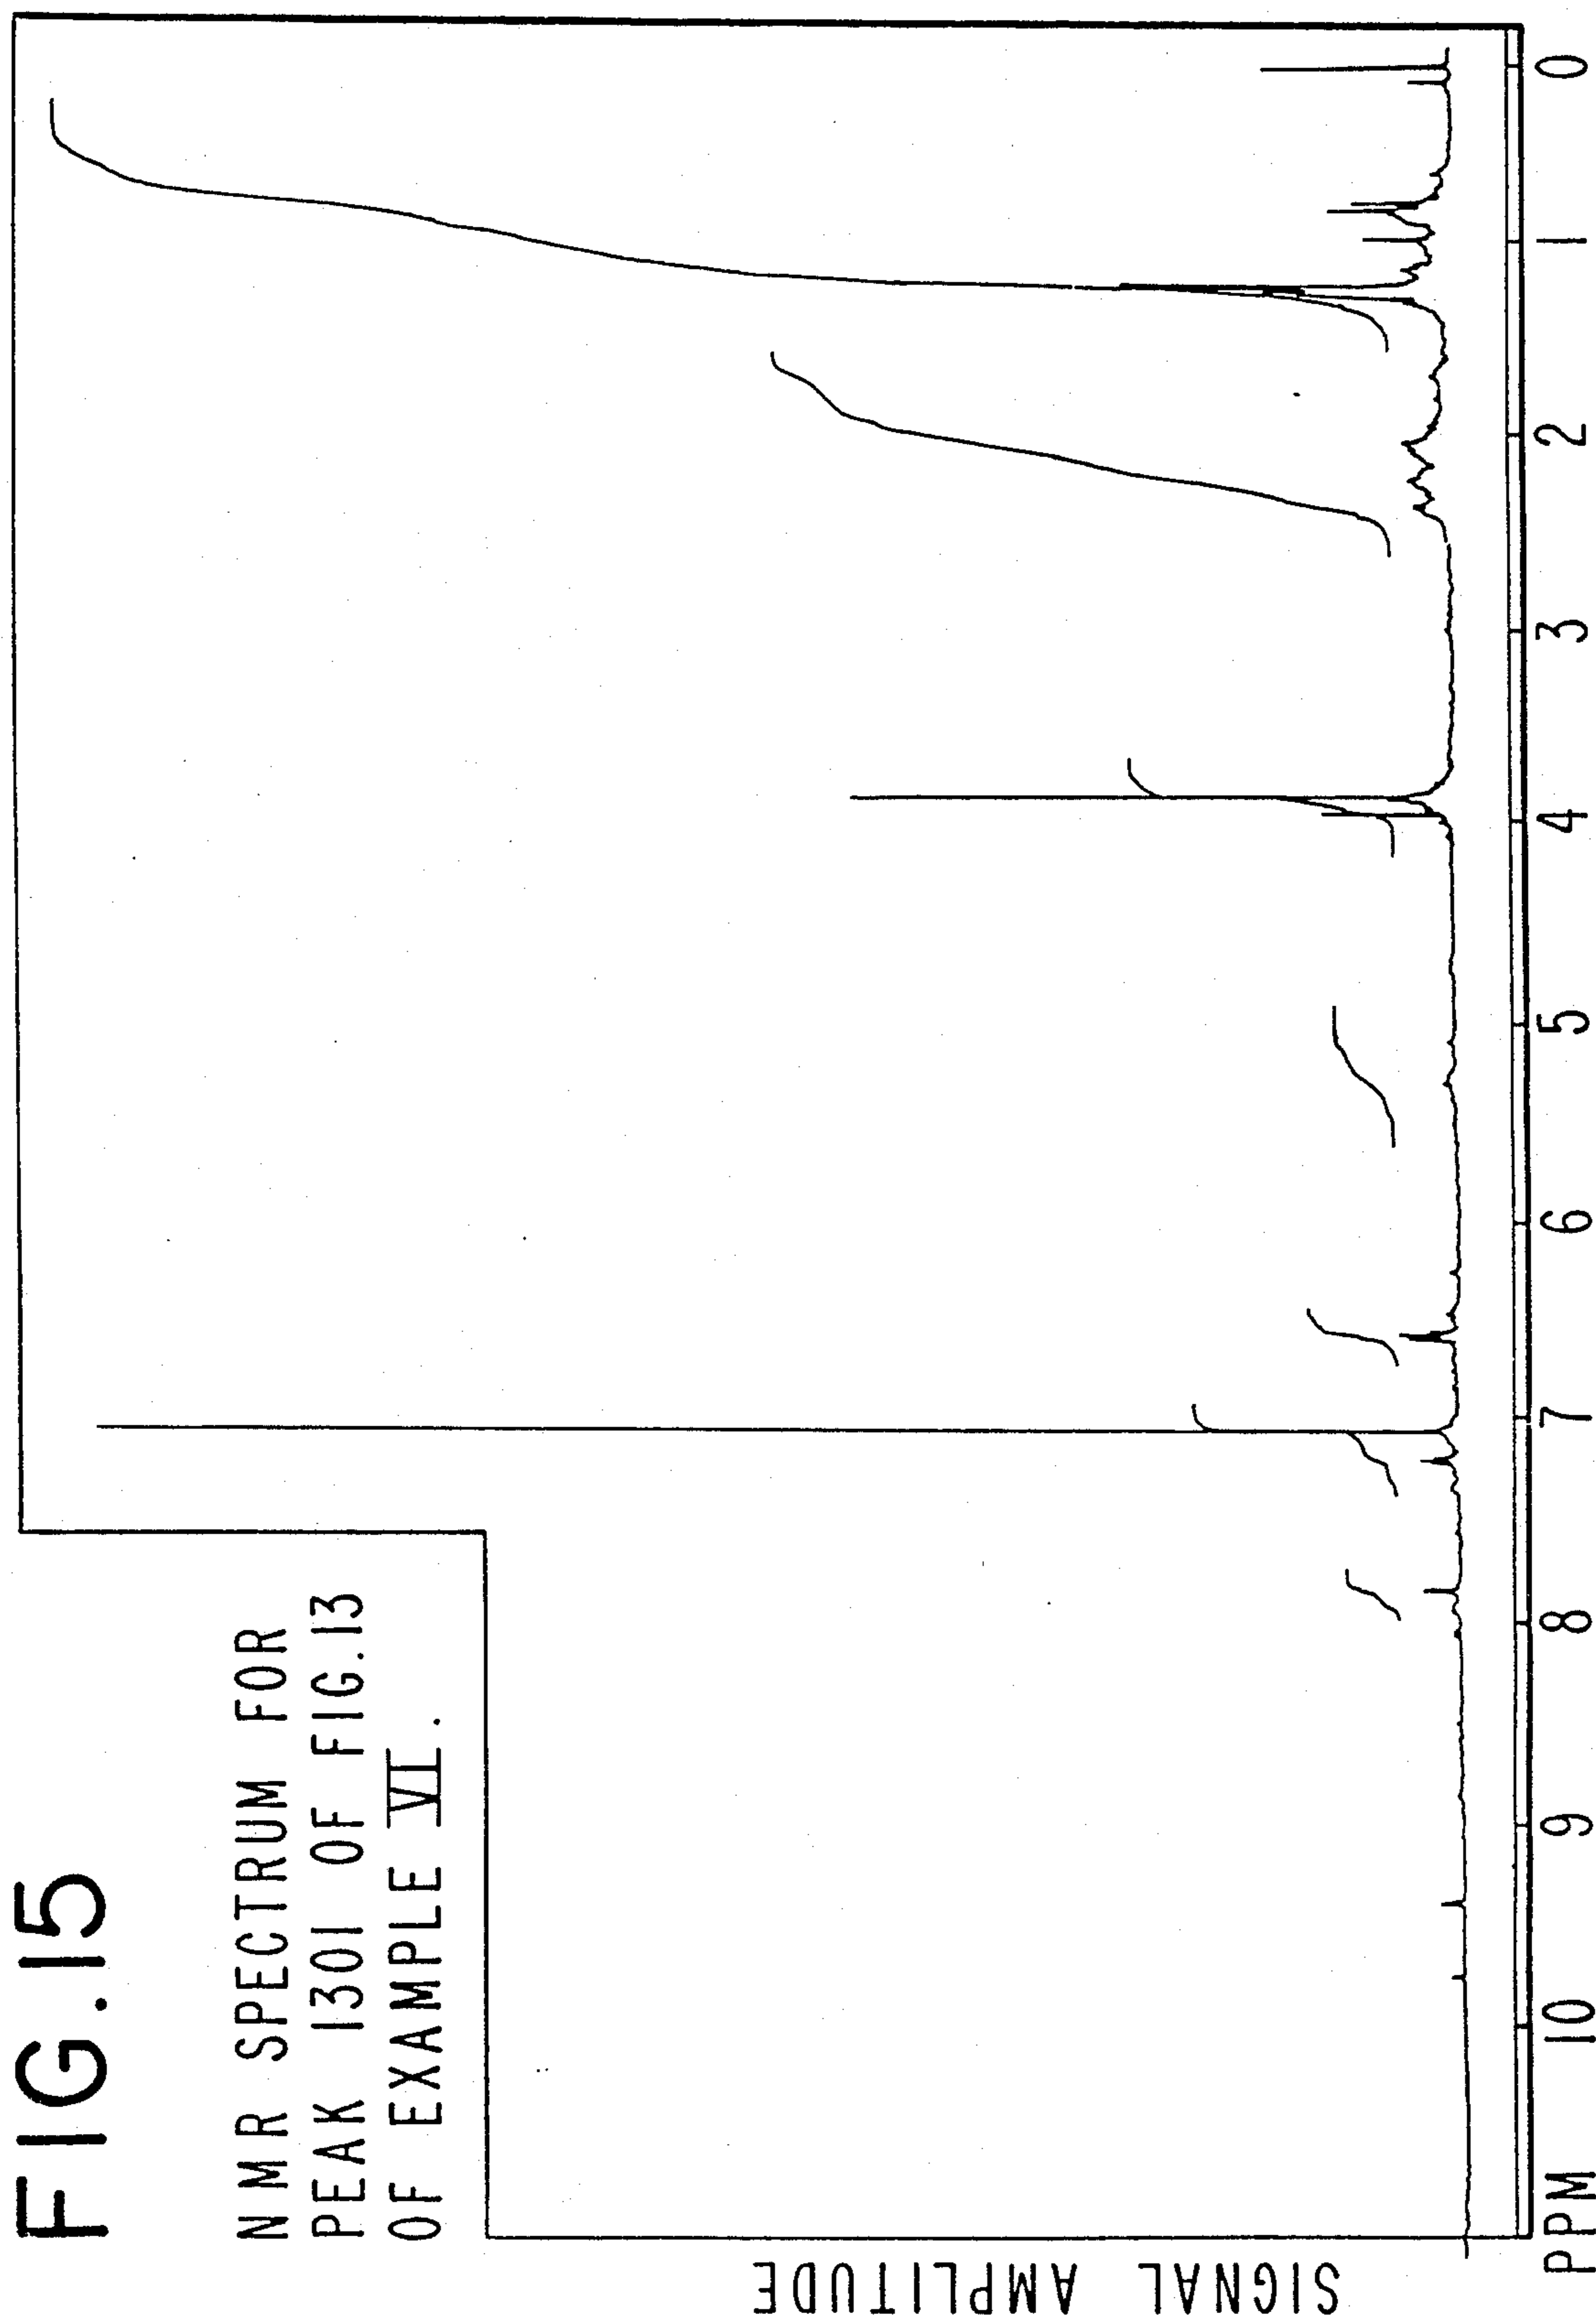 FIG.15
NMR SPECTRUM FOR
PEAK 1301 OF FIG.13
OF EXAMPLE VI.
SIGNAL AMPLITUDE
PPM 10 9 8 7 6 5 4 3 2 1 0